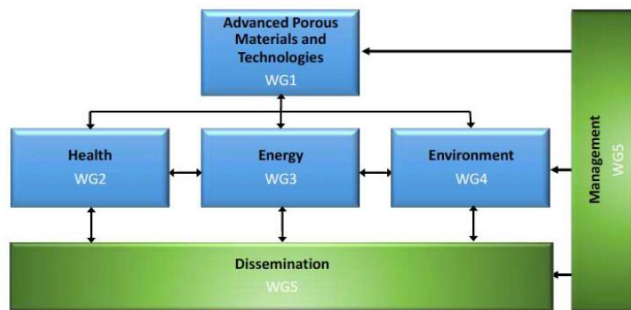 Advanced Porous
Materials and
Technologies
WG1
Health
WG2
Energy
WG3
Environment
WG4
Management
WG5
Dissemination
WG5